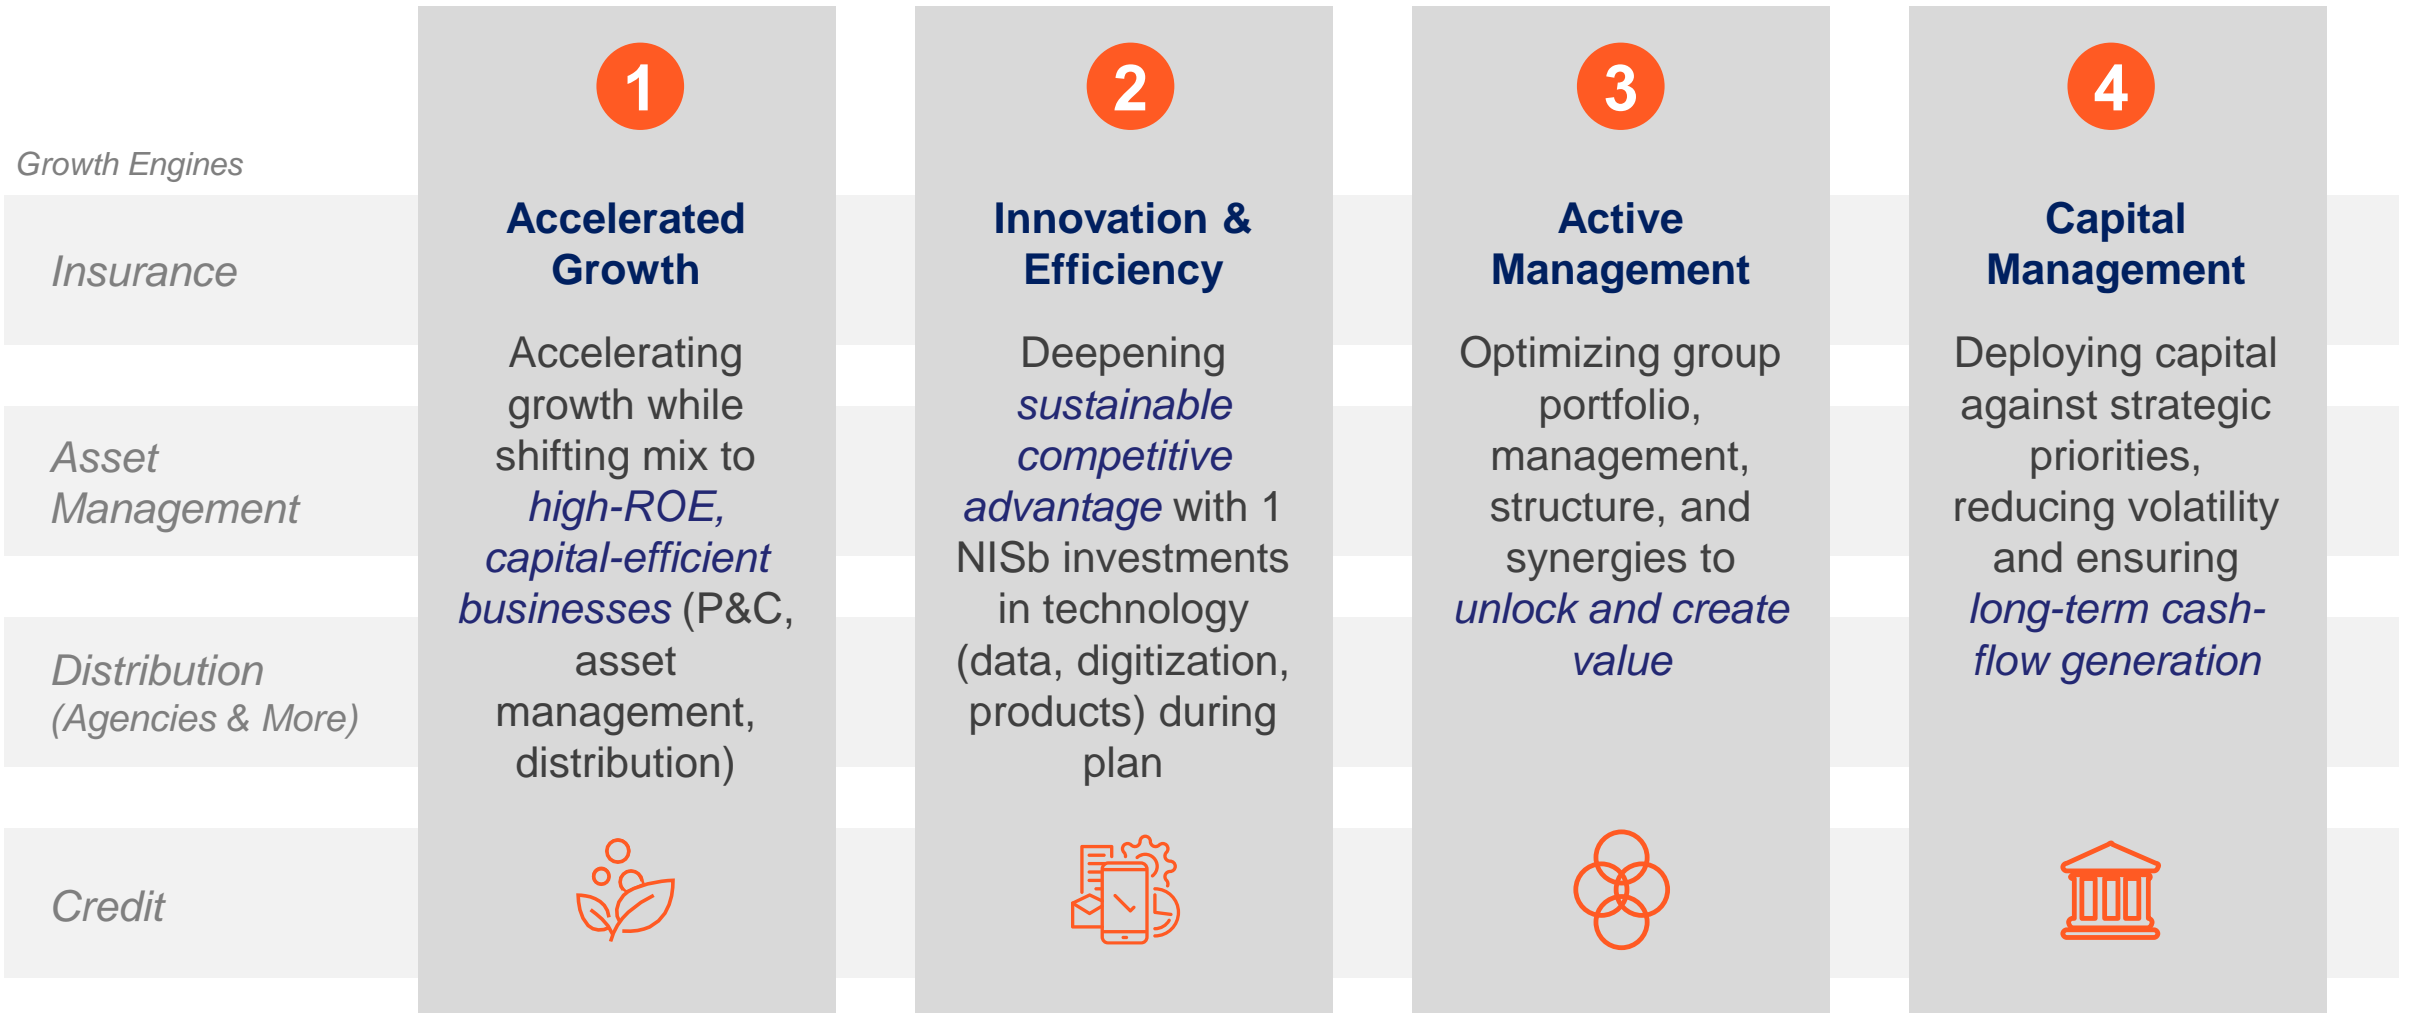 Growth Engines
Insurance
Asset
Management
Distribution
(Agencies & More)
Credit
1
Accelerated
Growth
Accelerating
growth while
shifting mix to
high-ROE,
capital-efficient
businesses (P&C,
asset
management,
distribution)
2
Innovation &
Efficiency
Deepening
sustainable
competitive
advantage with 1
NISb investments
in technology
(data, digitization,
products) during
plan
3
Active
Management
Optimizing group
portfolio,
management,
structure, and
synergies to
unlock and create
value
4
Capital
Management
Deploying capital
against strategic
priorities,
reducing volatility
and ensuring
long-term cash-
flow generation